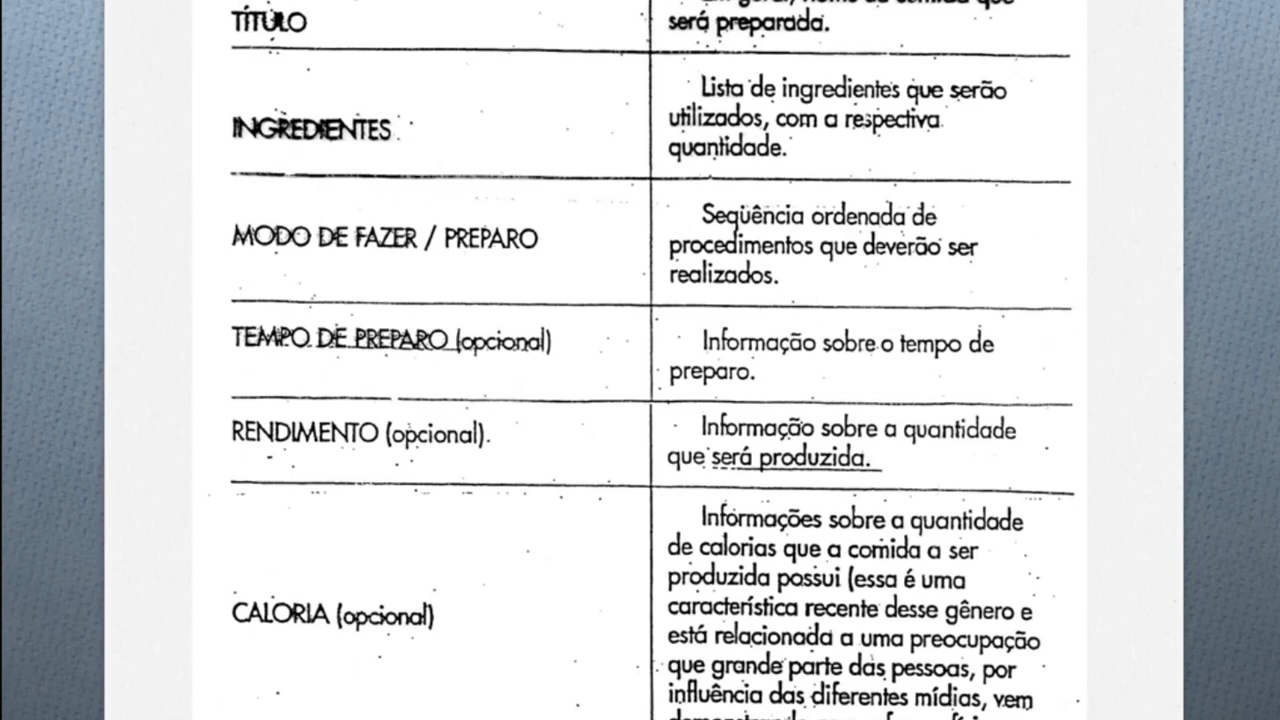 TÍTULO
será preparada.
INGREDIENTES
Lista de ingredientes que serão
utilizados, com a respectiva
quantidade.
MODO DE FAZER / PREPARO
Seqüência ordenada de
procedimentos que deverão ser
realizados.
TEMPO DE PREPARO (opcional)
Informação sobre o tempo de
preparo.
RENDIMENTO (opcional).
Informação sobre a quantidade
que será produzida.
CALORIA (opcional)
Informações sobre a quantidade
de calorias que a comida a ser
produzida possui (essa é uma
característica recente desse gênero e
está relacionada a uma preocupação
que grande parte das pessoas, por
influência das diferentes mídias, vem